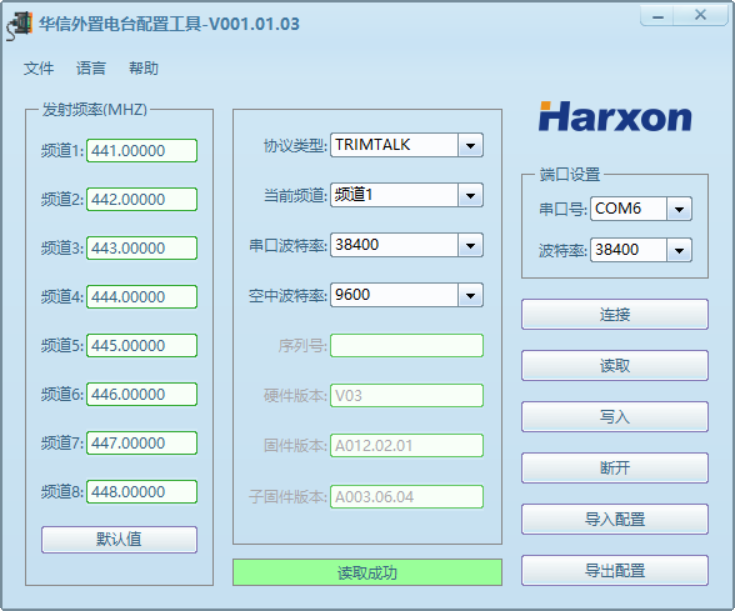 华信外置电台配置工具-V001.01.03
文件 语言 帮助
发射频率(MHZ)
频道1: 441.00000
频道2: 442.00000
频道3: 443.00000
频道4: 444.00000
频道5: 445.00000
频道6: 446.00000
频道7: 447.00000
频道8: 448.00000
默认值
协议类型: TRIMTALK
当前频道: 频道1
串口波特率: 38400
空中波特率: 9600
序列号:
硬件版本: V03
固件版本: A012.02.01
子固件版本: A003.06.04
读取成功
Harxon
端口设置
串口号: COM6
波特率: 38400
连接
读取
写入
断开
导入配置
导出配置